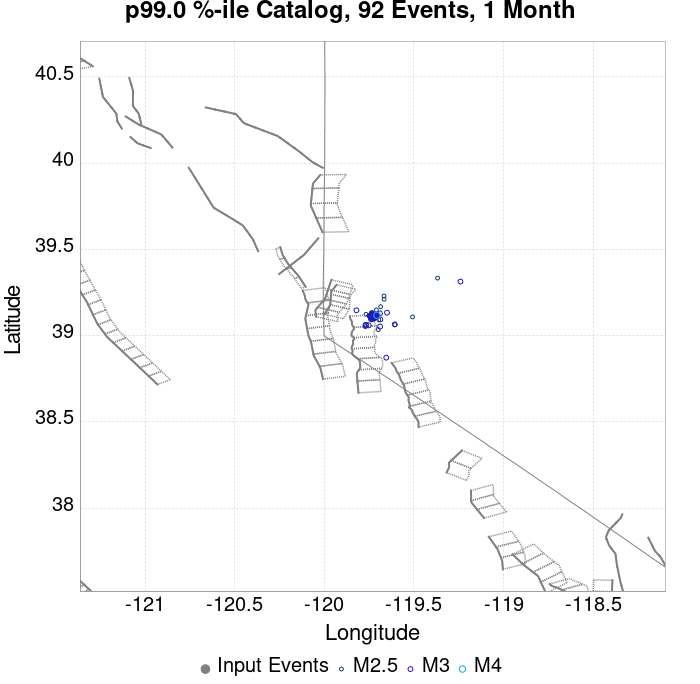 p99.0 %-ile Catalog, 92 Events, 1 Month
40.5
40
39.5
39
38.5
38
Latitude
-121 -120.5 -120 -119.5 -119 -118.5
Longitude
Input Events M2.5 M3 M4